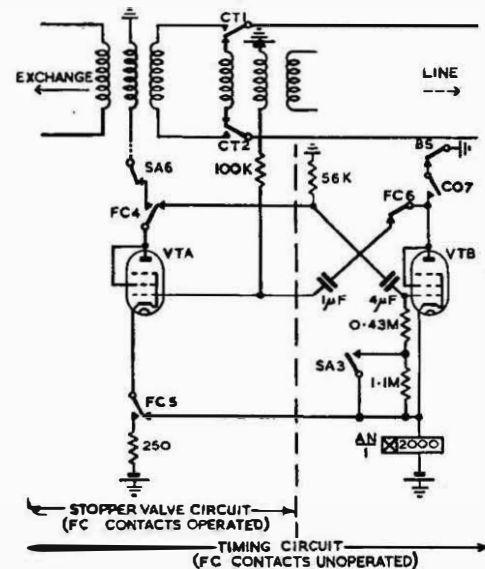 CT1
EXCHANGE
LINE
CT2
100K
BS
SA6
56K
FC6
CO7
FC4
VTA
VTB
1µF
4µF
0·43M
SA3
1·1M
FC5
250
AN
1
2000
STOPPER VALVE CIRCUIT
(FC CONTACTS OPERATED)
TIMING CIRCUIT
(FC CONTACTS UNOPERATED)